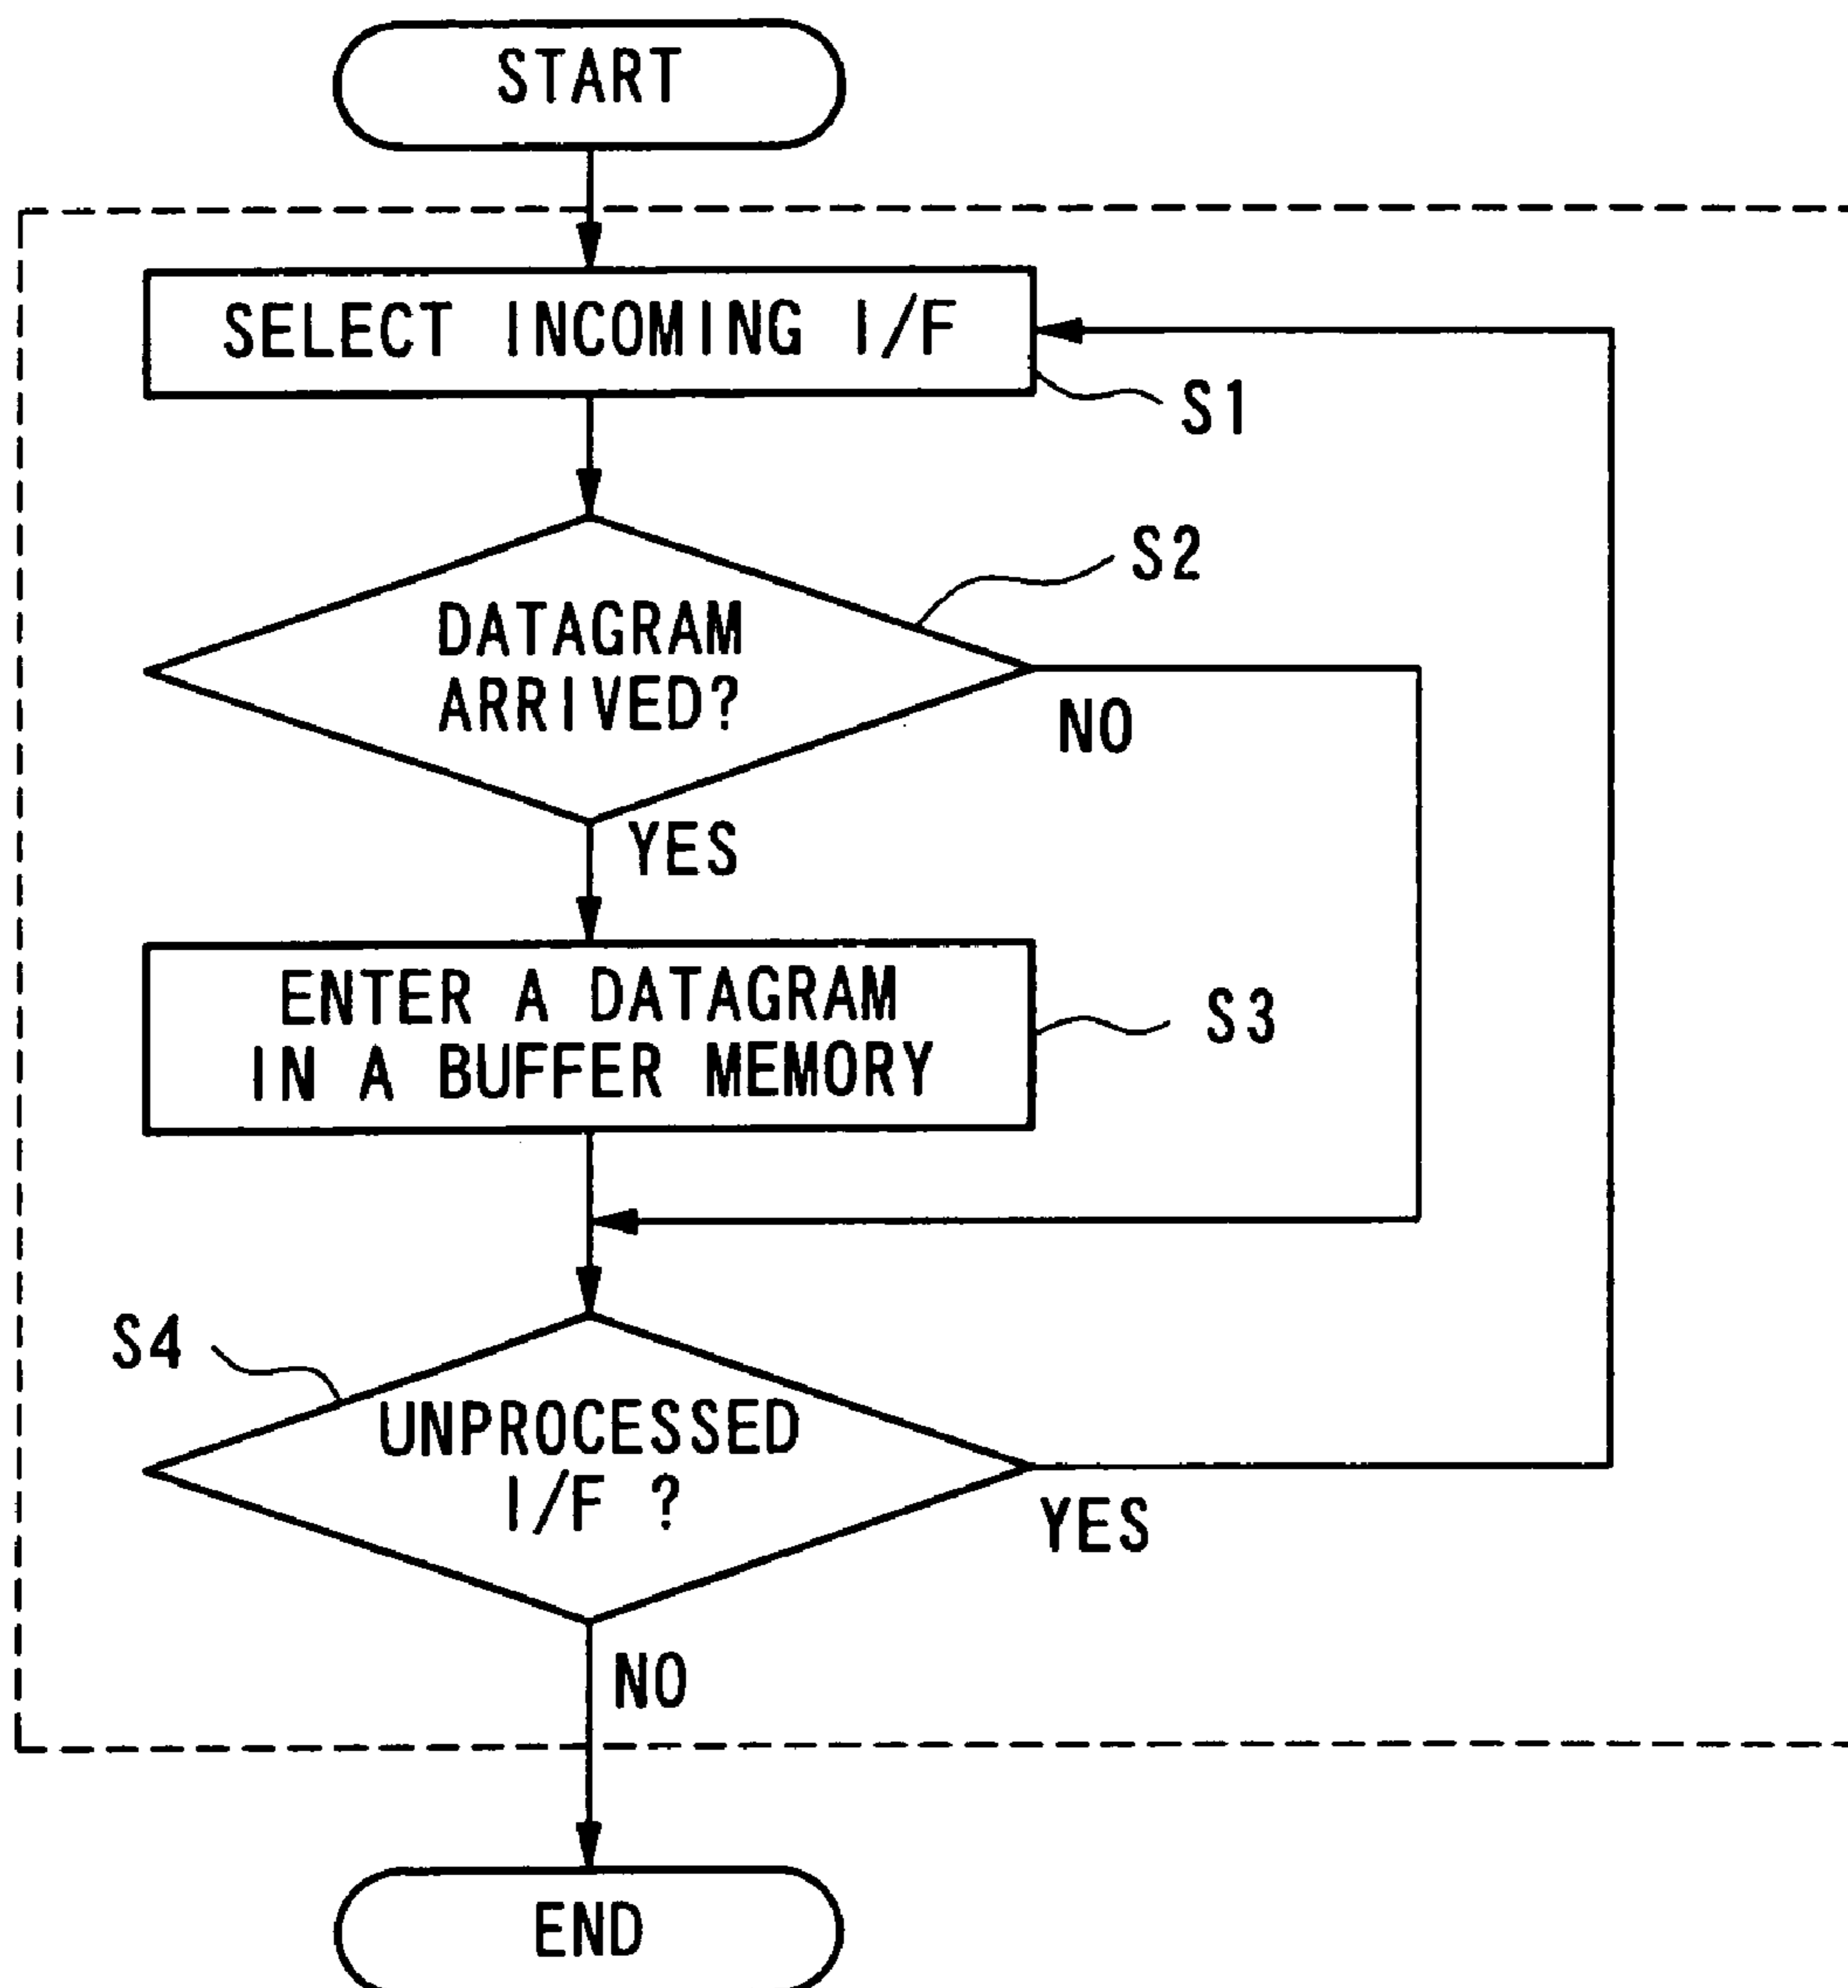 START
SELECT INCOMING I/F
S1
S2
DATAGRAM
ARRIVED?
NO
YES
ENTER A DATAGRAM
IN A BUFFER MEMORY
S3
S4
UNPROCESSED
I/F ?
YES
NO
END